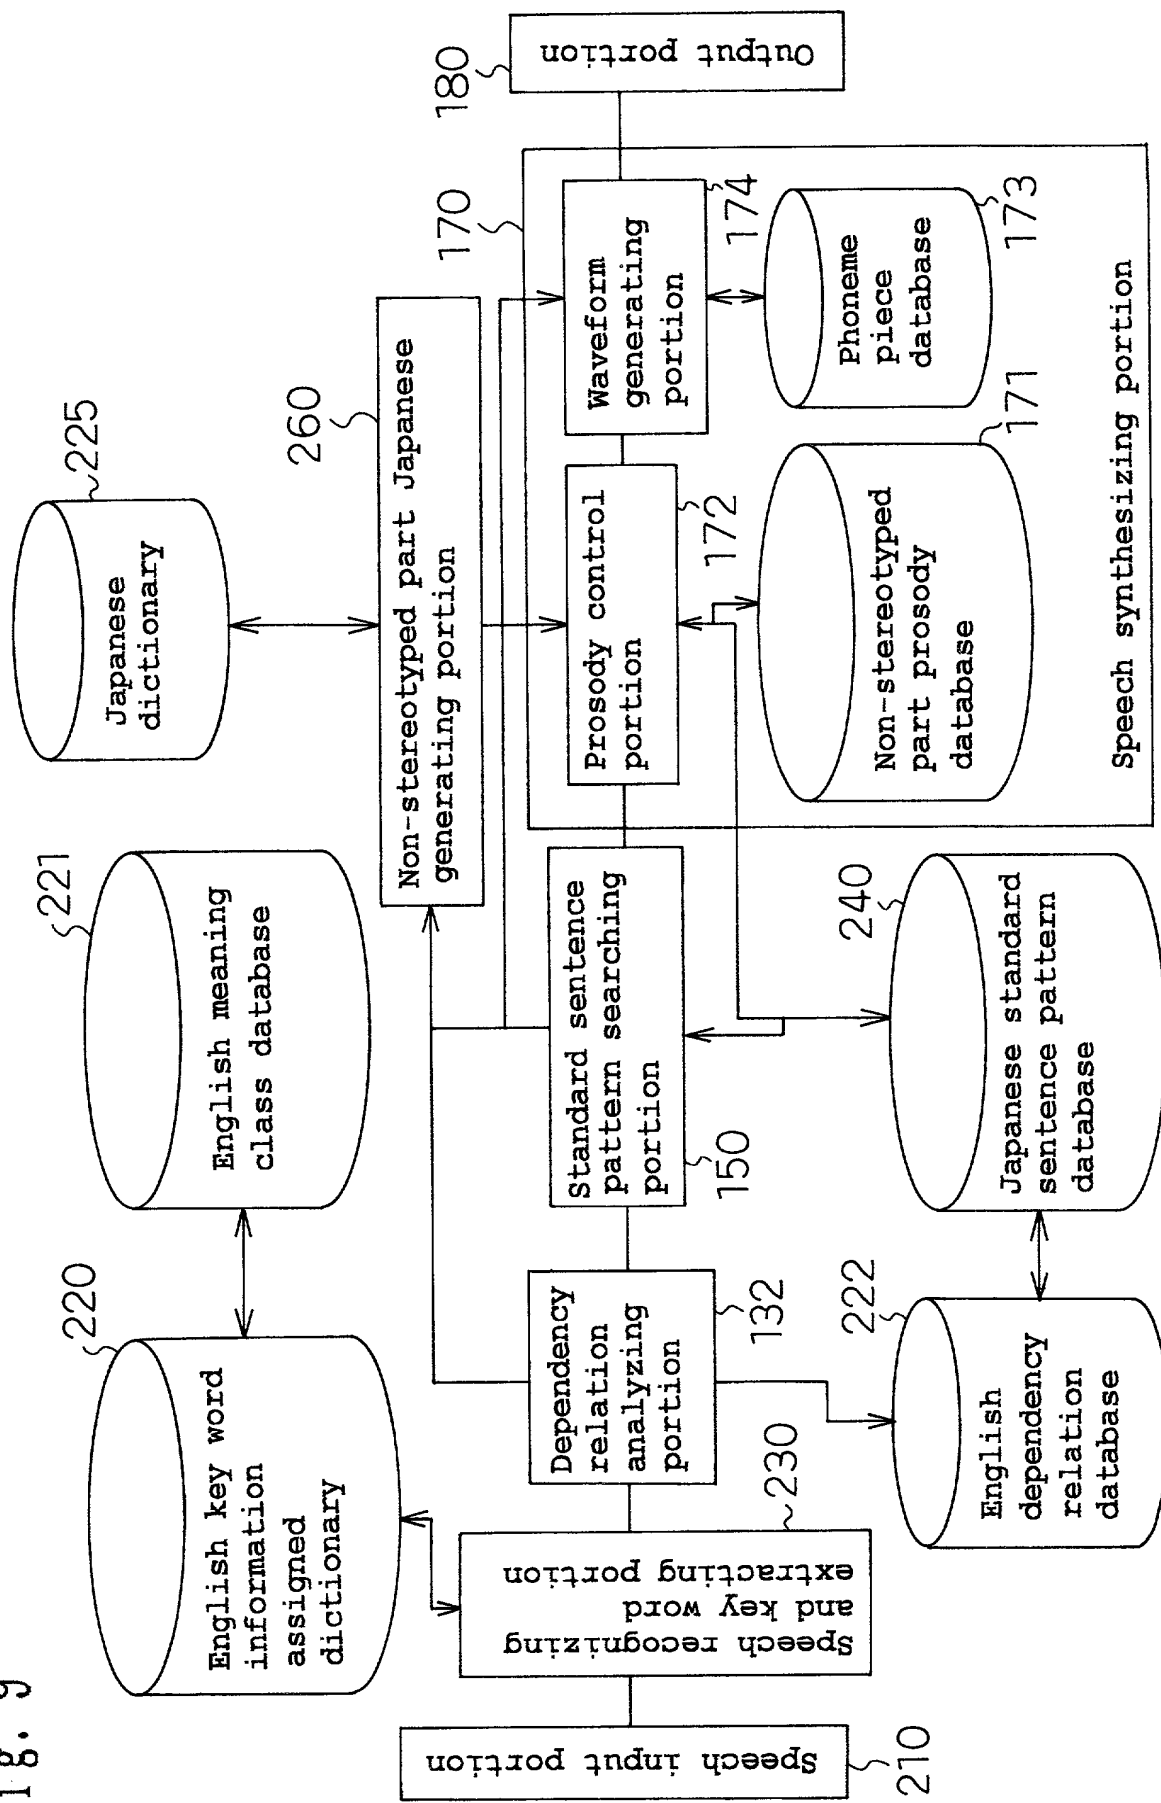 ig. 9
220
English key word
information
assigned
dictionary
221
English meaning
class database
225
Japanese
dictionary
260
Non-stereotyped part Japanese
generating portion
210
Speech input portion
230
Speech recognizing
and key word
extracting portion
132
Dependency
relation
analyzing
portion
150
Standard sentence
pattern searching
portion
170
172
Prosody control
portion
174
Waveform
generating
portion
180
Output portion
222
English
dependency
relation
database
240
Japanese standard
sentence pattern
database
171
Non-stereotyped
part prosody
database
173
Phoneme
piece
database
Speech synthesizing portion